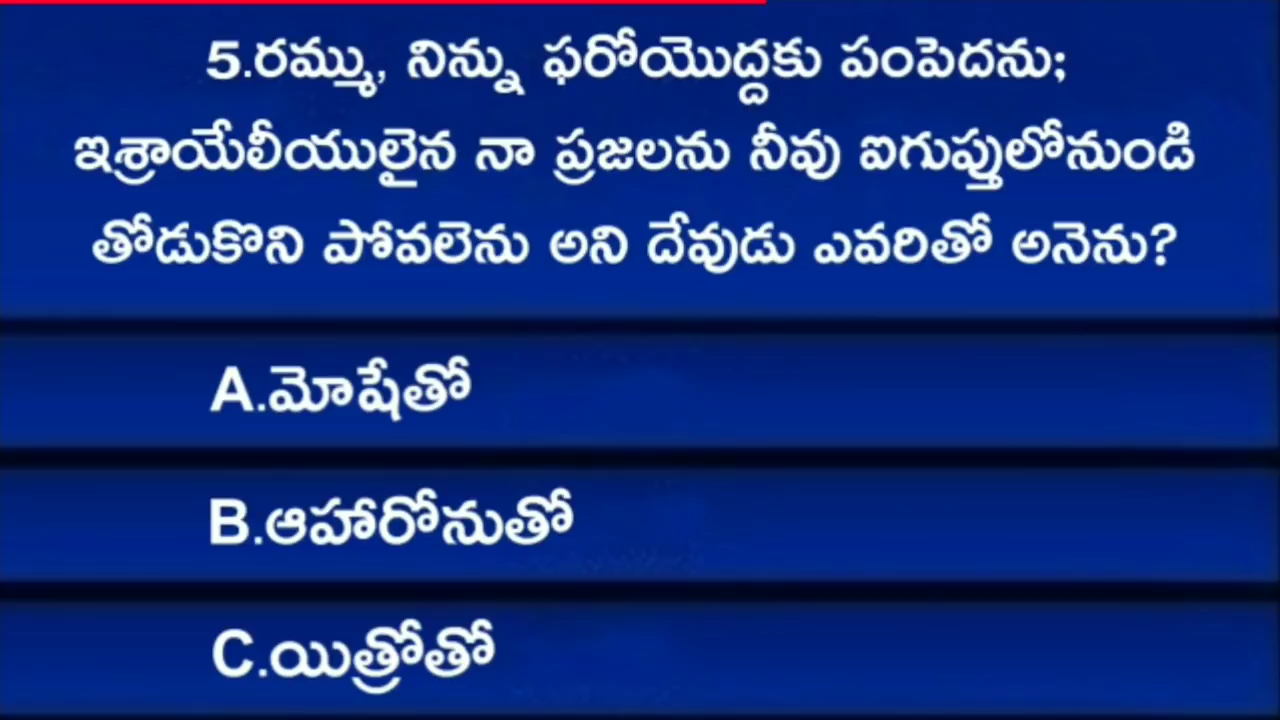 5.రమ్ము, నిన్ను ఫరోయొద్దకు పంపెదను;
ఇశ్రాయేలీయులైన నా ప్రజలను నీవు ఐగుప్తులోనుండి
తోడుకొని పోవలెను అని దేవుడు ఎవరితో అనెను?
A.మోషేతో
B.ఆహారోనుతో
C.యిత్రోతో